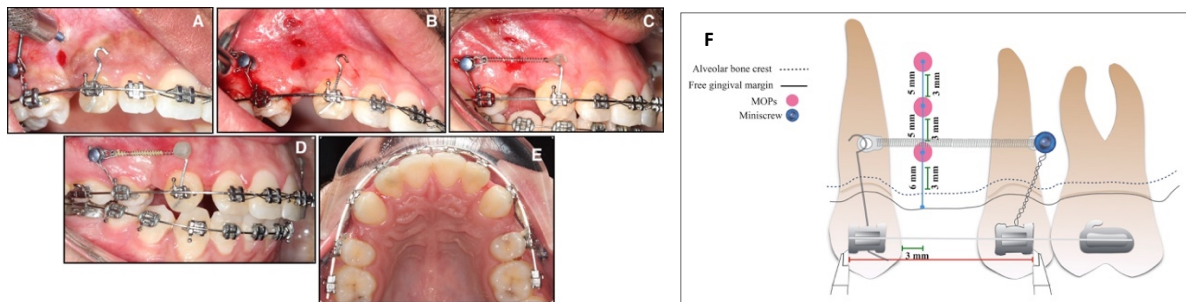 A
B
C
D
E
F
Alveolar bone crest
Free gingival margin
MOPs
Miniscrew
5 mm
3 mm
5 mm
3 mm
6 mm
3 mm
3 mm